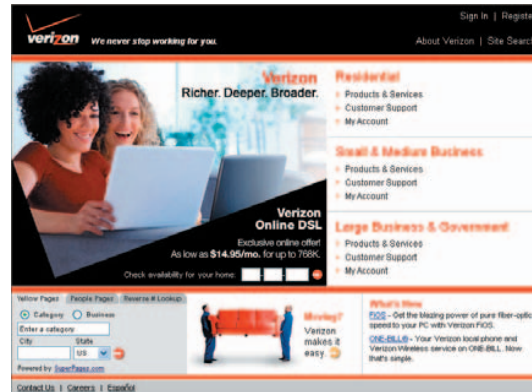 Sign In | Registe
verizon We never stop working for you.
About Verizon | Site Searc
Verizon
Richer. Deeper. Broader.
Residential
Products & Services
Customer Support
My Account
Small & Medium Business
Products & Services
Customer Support
My Account
Verizon
Online DSL
Exclusive online offer!
As low as $14.95/mo. for up to 768K.
Check availability for your home:
Large Business & Government
Products & Services
Customer Support
My Account
Yellow Pages People Pages Reverse # Lookup
Category Business
Enter a category
City State
US
Powered by SuperPages.com
Moving?
Verizon
makes it
easy.
What's New
FiOS - Get the blazing power of pure fiber-optic
speed to your PC with Verizon FiOS.
ONE-BILL® - Your Verizon local phone and
Verizon Wireless service on ONE-BILL. Now
that's simple.
Contact Us | Careers | Español